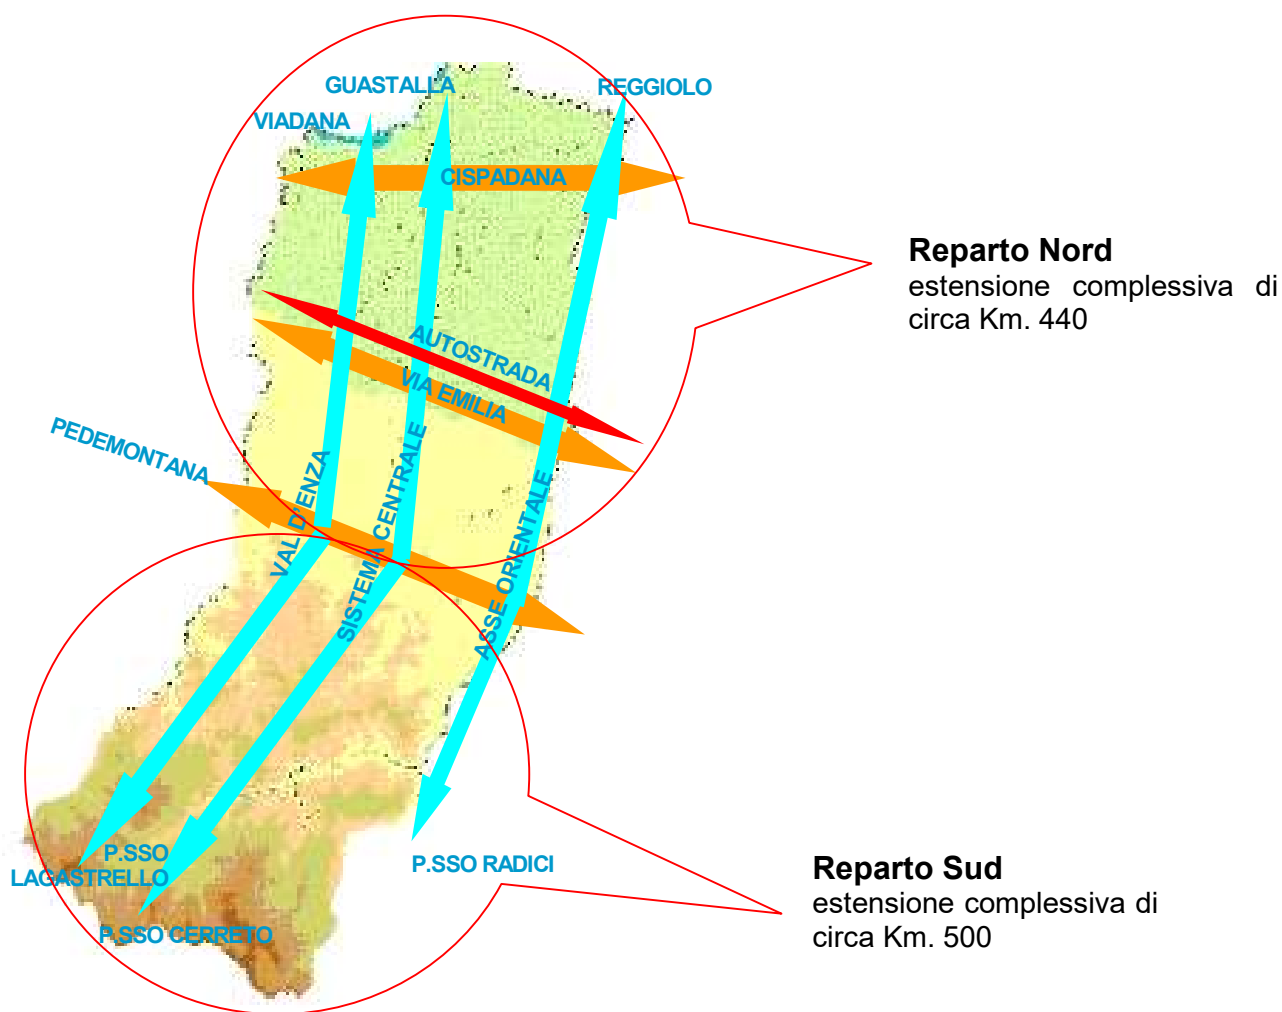 GUASTALLA
REGGIOLO
VIADANA
CISPADANA
Reparto Nord
estensione complessiva di
circa Km. 440
AUTOSTRADA
VIA EMILIA
PEDEMONTANA
VAL D'ENZA
SISTEMA CENTRALE
ASSE ORIENTALE
P.SSO
LAGASTRELLO
P.SSO RADICI
P.SSO CERRETO
Reparto Sud
estensione complessiva di
circa Km. 500